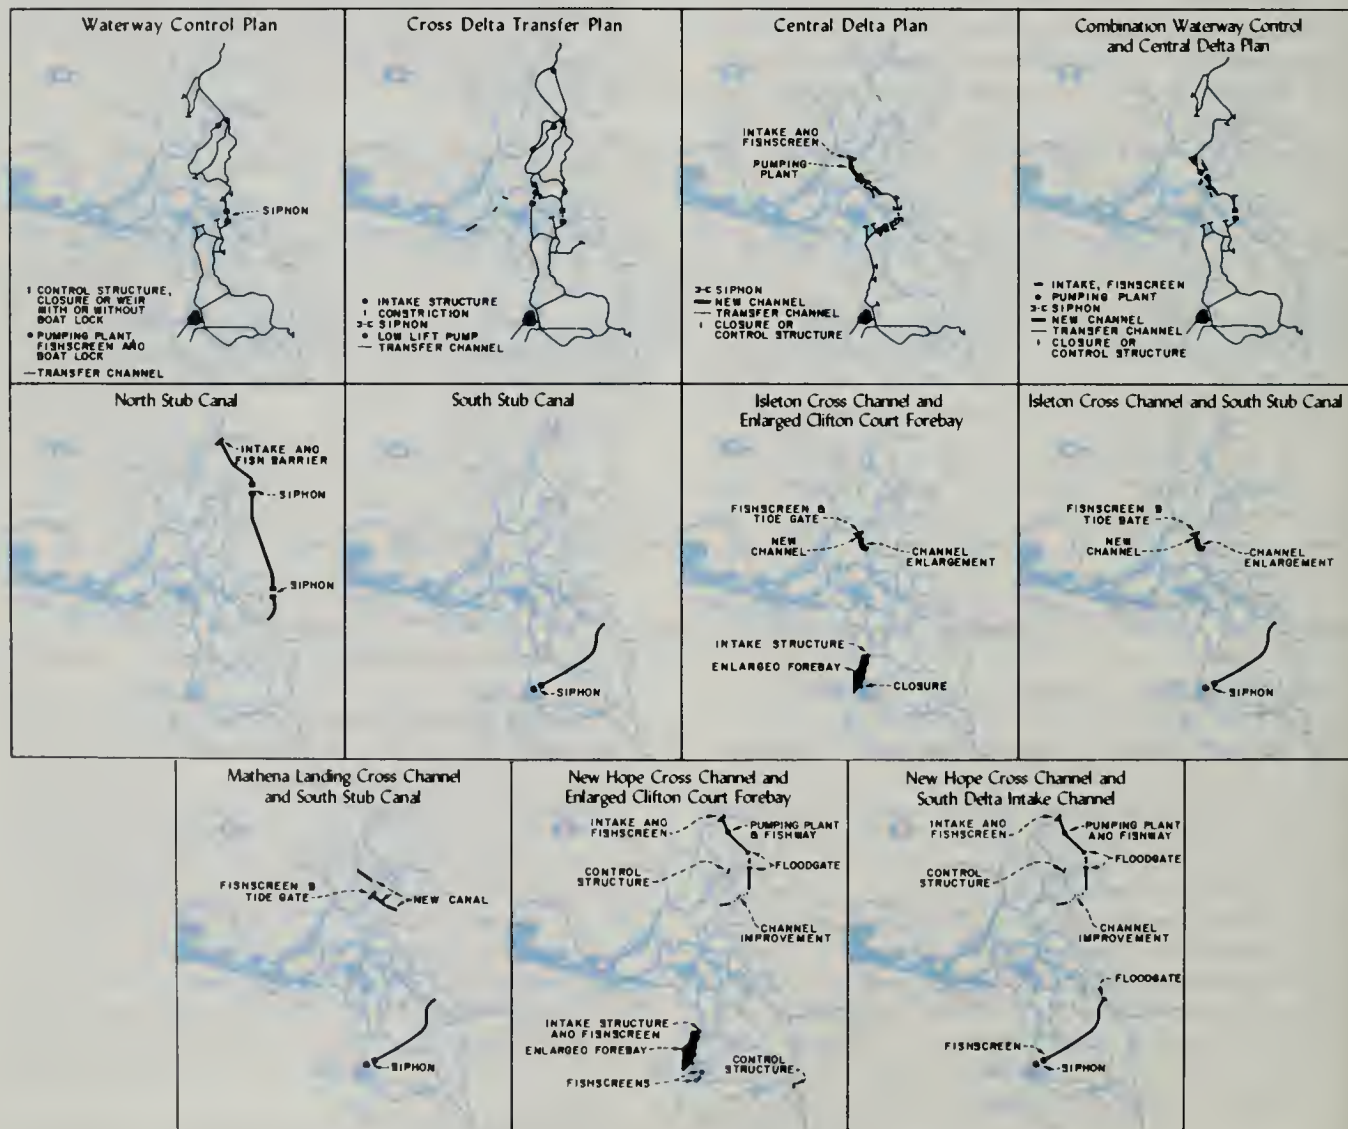 Waterway Control Plan
SIPHON
CONTROL STRUCTURE,
CLOSURE OR WEIR
WITH OR WITHOUT
BOAT LOCK
PUMPING PLANT,
FISHSCREEN AND
BOAT LOCK
TRANSFER CHANNEL
Cross Delta Transfer Plan
INTAKE STRUCTURE
CONSTRICTION
SIPHON
LOW LIFT PUMP
TRANSFER CHANNEL
Central Delta Plan
INTAKE AND
FISHSCREEN
PUMPING
PLANT
SIPHON
NEW CHANNEL
TRANSFER CHANNEL
CLOSURE OR
CONTROL STRUCTURE
Combination Waterway Control
and Central Delta Plan
INTAKE, FISHSCREEN
PUMPING PLANT
SIPHON
NEW CHANNEL
TRANSFER CHANNEL
CLOSURE OR
CONTROL STRUCTURE
North Stub Canal
INTAKE AND
FISH BARRIER
SIPHON
SIPHON
South Stub Canal
SIPHON
Isleton Cross Channel and
Enlarged Clifton Court Forebay
FISHSCREEN &
TIDE GATE
NEW
CHANNEL
CHANNEL
ENLARGEMENT
INTAKE STRUCTURE
ENLARGED FOREBAY
CLOSURE
Isleton Cross Channel and South Stub Canal
FISHSCREEN &
TIDE GATE
NEW
CHANNEL
CHANNEL
ENLARGEMENT
SIPHON
Mathena Landing Cross Channel
and South Stub Canal
FISHSCREEN &
TIDE GATE
NEW CANAL
SIPHON
New Hope Cross Channel and
Enlarged Clifton Court Forebay
INTAKE AND
FISHSCREEN
PUMPING PLANT
& FISHWAY
FLOODGATE
CONTROL
STRUCTURE
CHANNEL
IMPROVEMENT
INTAKE STRUCTURE
AND FISHSCREEN
ENLARGED FOREBAY
FISHSCREENS
CONTROL
STRUCTURE
New Hope Cross Channel and
South Delta Intake Channel
INTAKE AND
FISHSCREEN
PUMPING PLANT
AND FISHWAY
FLOODGATE
CONTROL
STRUCTURE
CHANNEL
IMPROVEMENT
FLOODGATE
FISHSCREEN
SIPHON